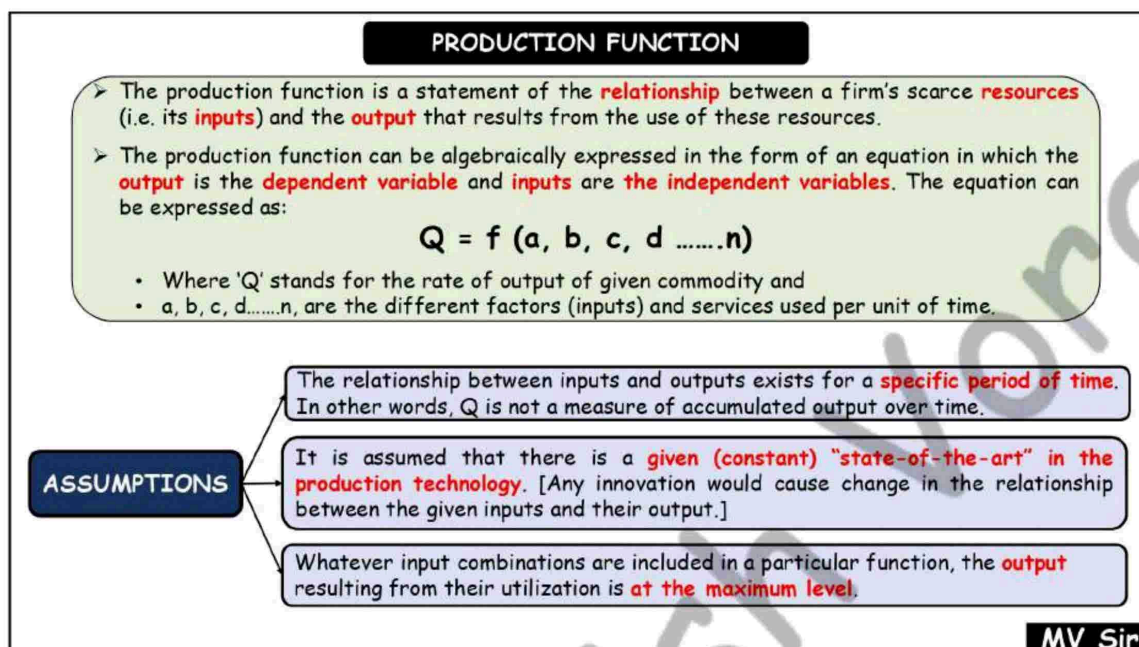 PRODUCTION FUNCTION
➢ The production function is a statement of the relationship between a firm's scarce resources
(i.e. its inputs) and the output that results from the use of these resources.
➢ The production function can be algebraically expressed in the form of an equation in which the
output is the dependent variable and inputs are the independent variables. The equation can
be expressed as:
Q = f (a, b, c, d …….n)
• Where 'Q' stands for the rate of output of given commodity and
• a, b, c, d…….n, are the different factors (inputs) and services used per unit of time.
The relationship between inputs and outputs exists for a specific period of time.
In other words, Q is not a measure of accumulated output over time.
ASSUMPTIONS
It is assumed that there is a given (constant) "state-of-the-art" in the
production technology. [Any innovation would cause change in the relationship
between the given inputs and their output.]
Whatever input combinations are included in a particular function, the output
resulting from their utilization is at the maximum level.
MV Sir